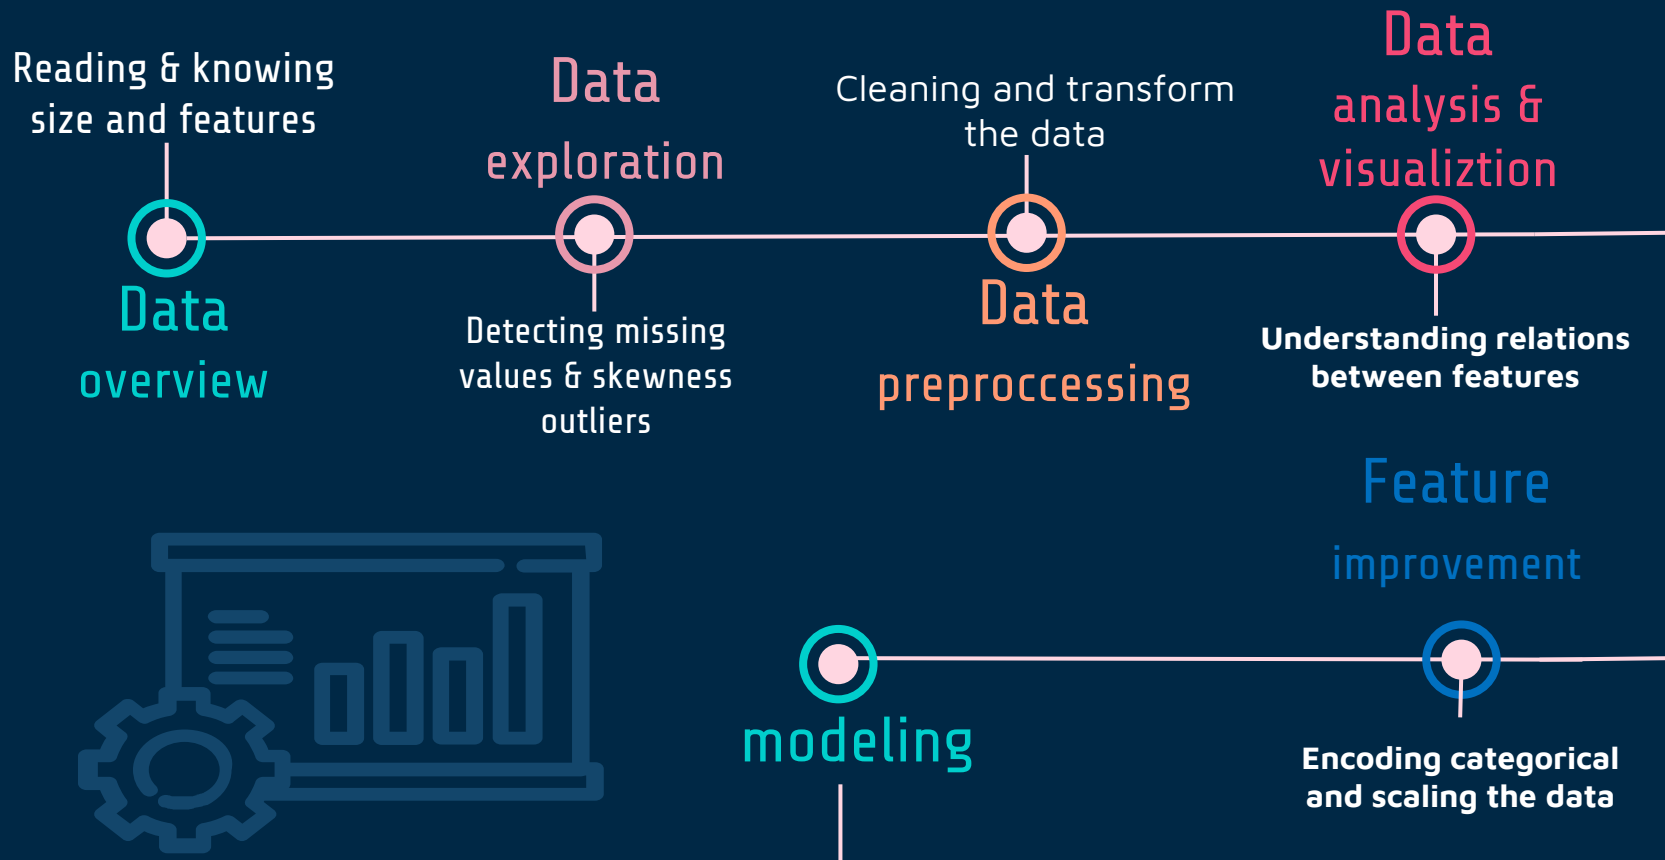 Reading & knowing
size and features
Data
overview
Data
exploration
Detecting missing
values & skewness
outliers
Cleaning and transform
the data
Data
preproccessing
Data
analysis &
visualiztion
Understanding relations
between features
Feature
improvement
Encoding categorical
and scaling the data
modeling